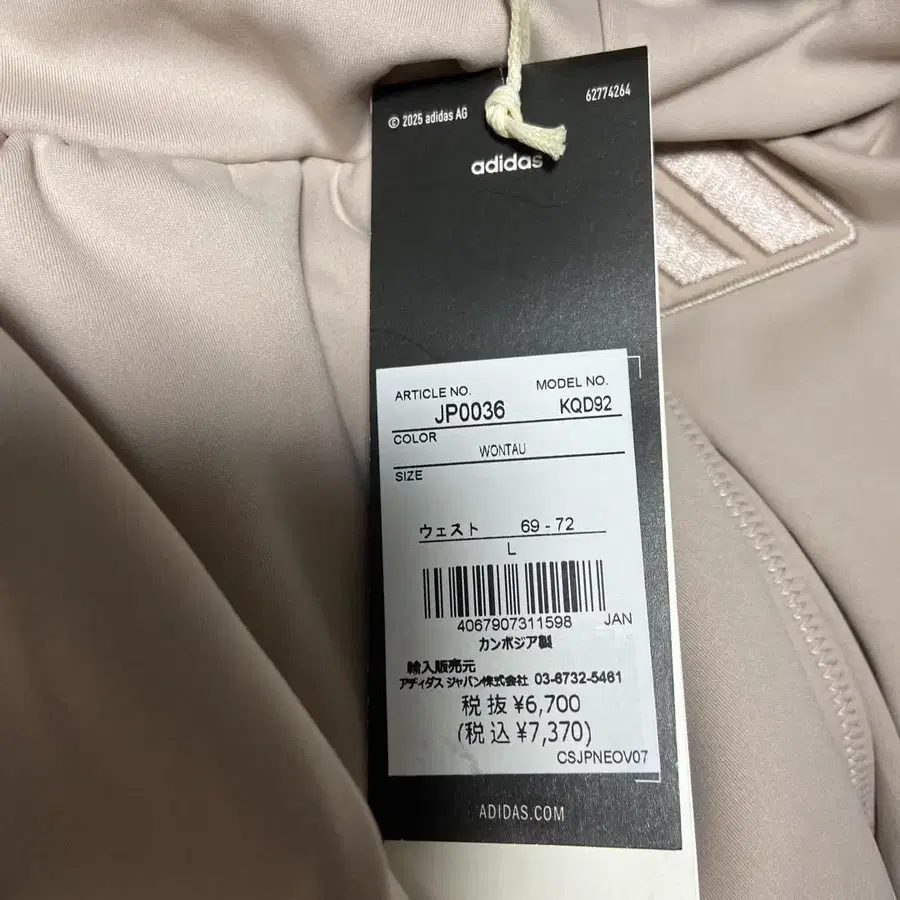 © 2025 adidas AG
62774264
adidas
ARTICLE NO. MODEL NO.
JP0036 KQD92
COLOR
WONTAU
SIZE
ウェスト 69 - 72
L
4067907311598 JAN
カンボジア製
輸入販売元
アディダス ジャパン株式会社 03-6732-5461
税抜 ¥6,700
(税込 ¥7,370)
CSJPNEOV07
ADIDAS.COM